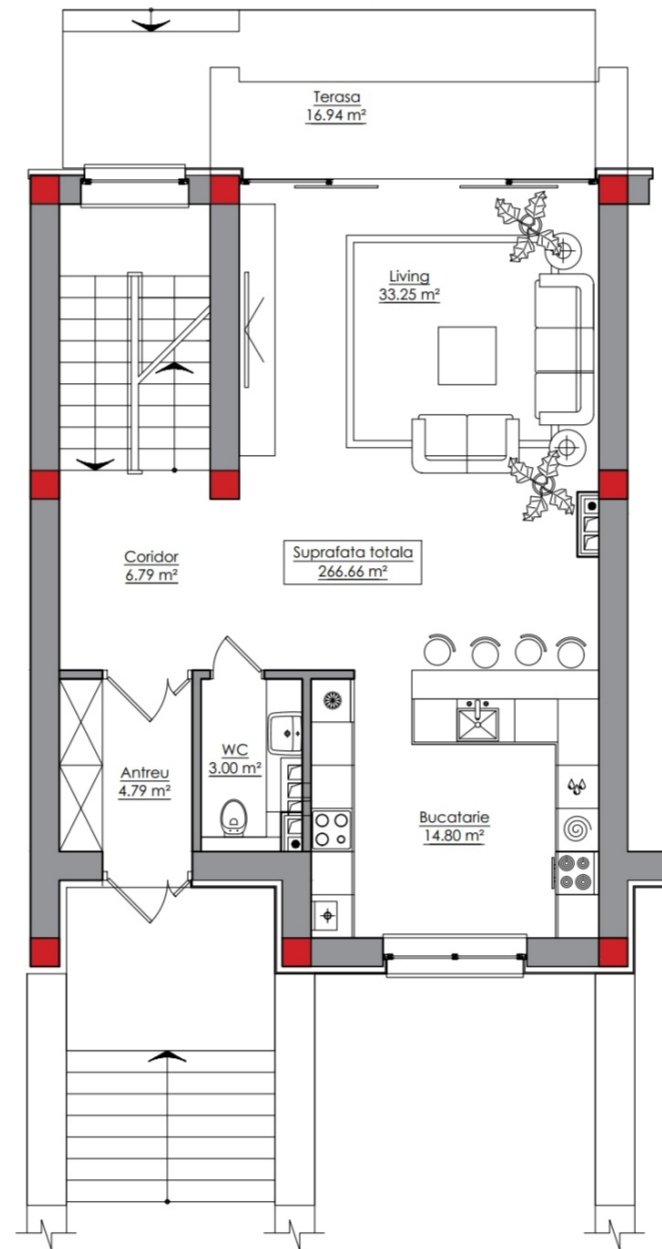 Terasa
16.94 m²
Living
33.25 m²
Coridor
6.79 m²
Suprafata totala
266.66 m²
WC
3.00 m²
Antreu
4.79 m²
Bucatarie
14.80 m²